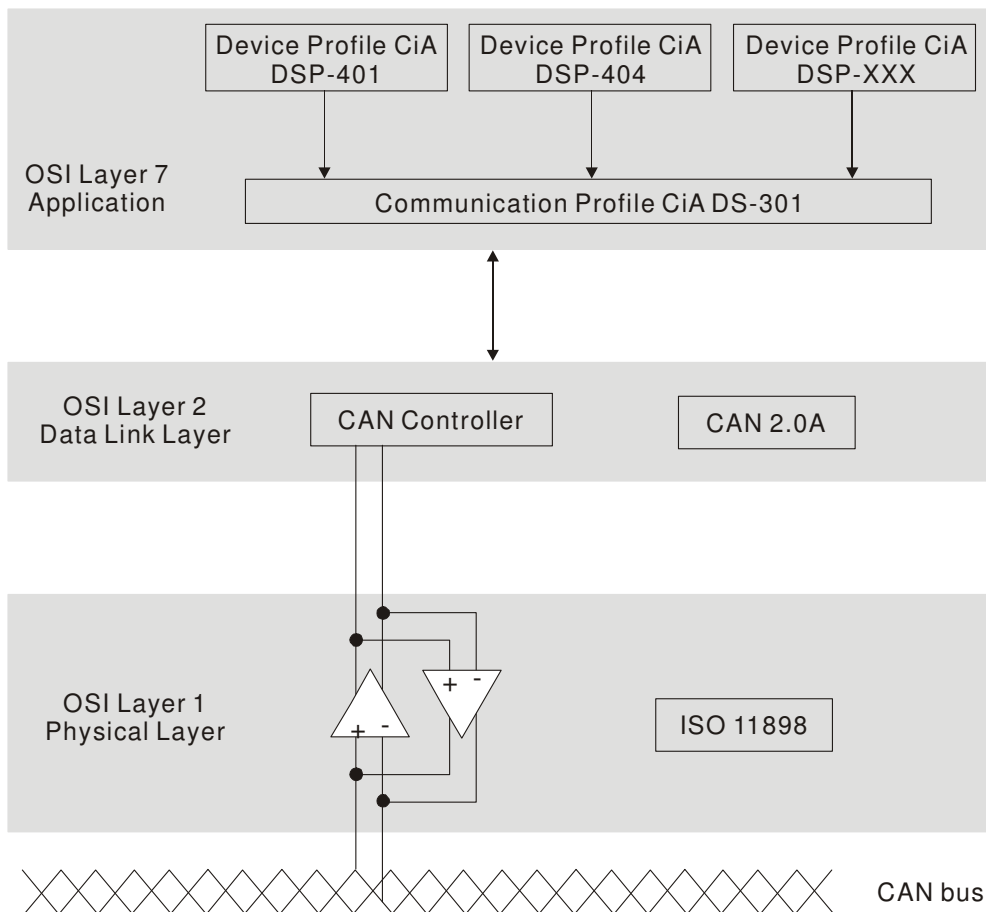 Device Profile CiA
DSP-401
Device Profile CiA
DSP-404
Device Profile CiA
DSP-XXX
OSI Layer 7
Application
Communication Profile CiA DS-301
OSI Layer 2
Data Link Layer
CAN Controller
CAN 2.0A
OSI Layer 1
Physical Layer
+ -
+ -
ISO 11898
CAN bus